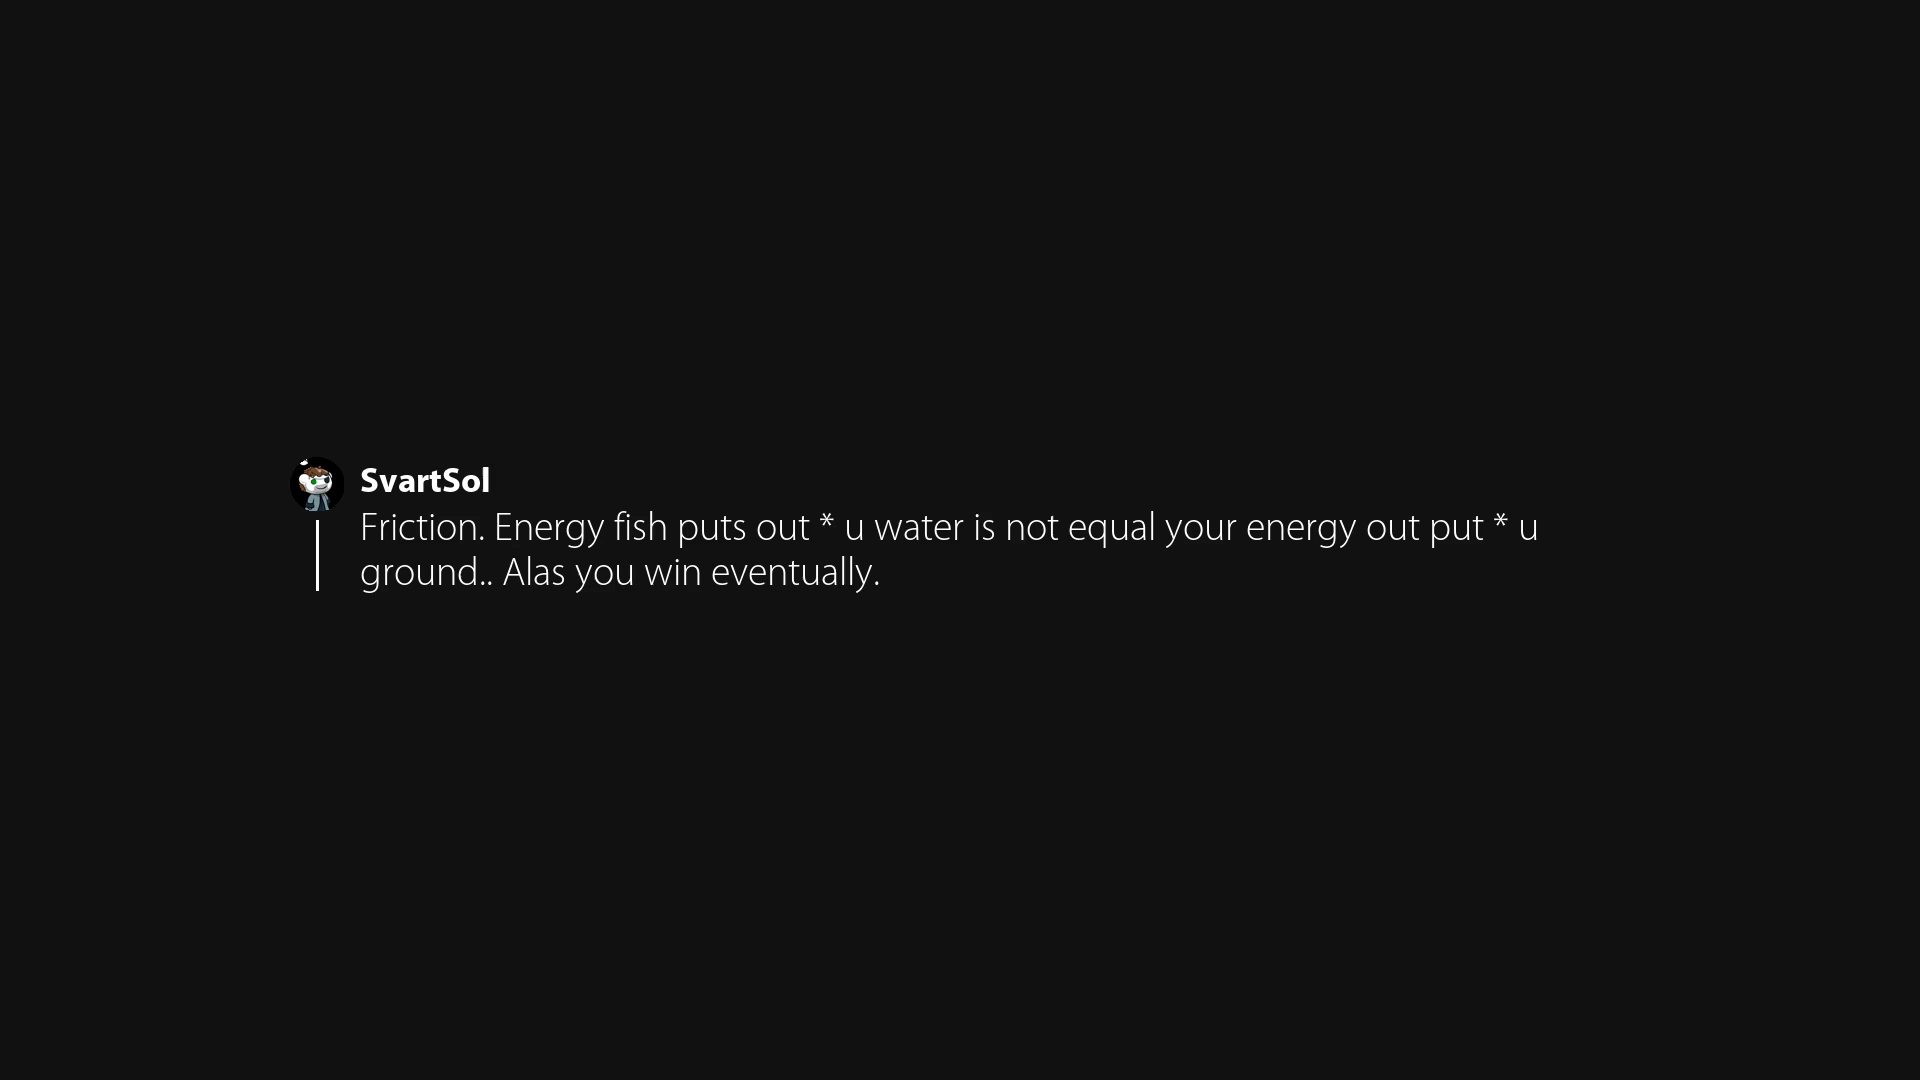 SvartSol
Friction. Energy fish puts out * u water is not equal your energy out put * u
ground.. Alas you win eventually.